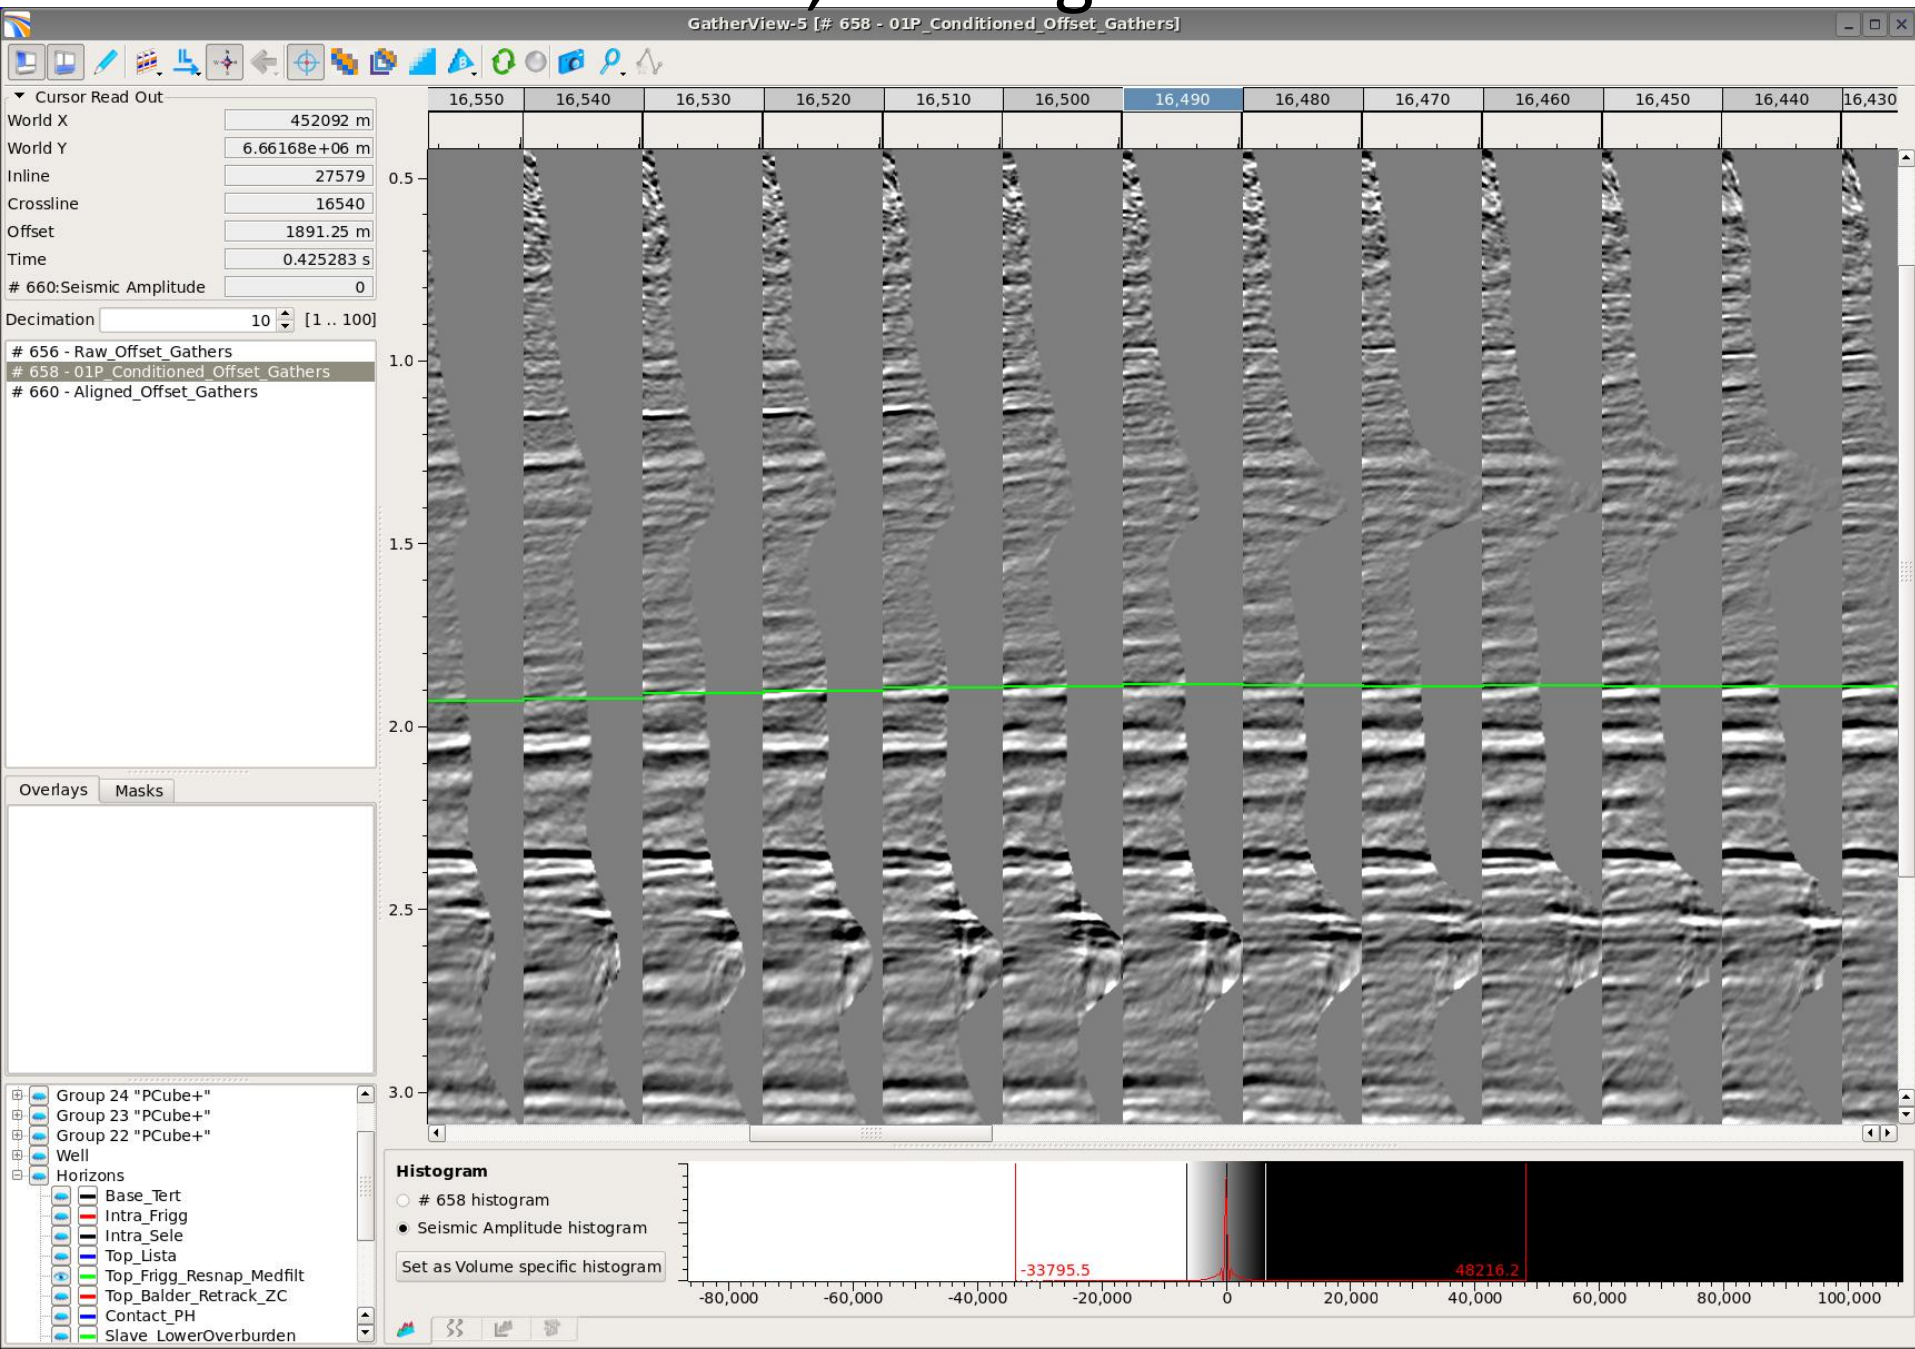 GatherView-5 [# 658 - 01P_Conditioned_Offset_Gathers]
Cursor Read Out
World X 452092 m
World Y 6.66168e+06 m
Inline 27579
Crossline 16540
Offset 1891.25 m
Time 0.425283 s
# 660:Seismic Amplitude 0
Decimation 10 [1 .. 100]
# 656 - Raw_Offset_Gathers
# 658 - 01P_Conditioned_Offset_Gathers
# 660 - Aligned_Offset_Gathers
Overlays Masks
Group 24 "PCube+"
Group 23 "PCube+"
Group 22 "PCube+"
Well
Horizons
Base_Tert
Intra_Frigg
Intra_Sele
Top_Lista
Top_Frigg_Resnap_Medfilt
Top_Balder_Retrack_ZC
Contact_PH
Slave_LowerOverburden
16,550 16,540 16,530 16,520 16,510 16,500 16,490 16,480 16,470 16,460 16,450 16,440 16,430
0.5
1.0
1.5
2.0
2.5
3.0
Histogram
# 658 histogram
Seismic Amplitude histogram
Set as Volume specific histogram
-33795.5 48216.2
-80,000 -60,000 -40,000 -20,000 0 20,000 40,000 60,000 80,000 100,000